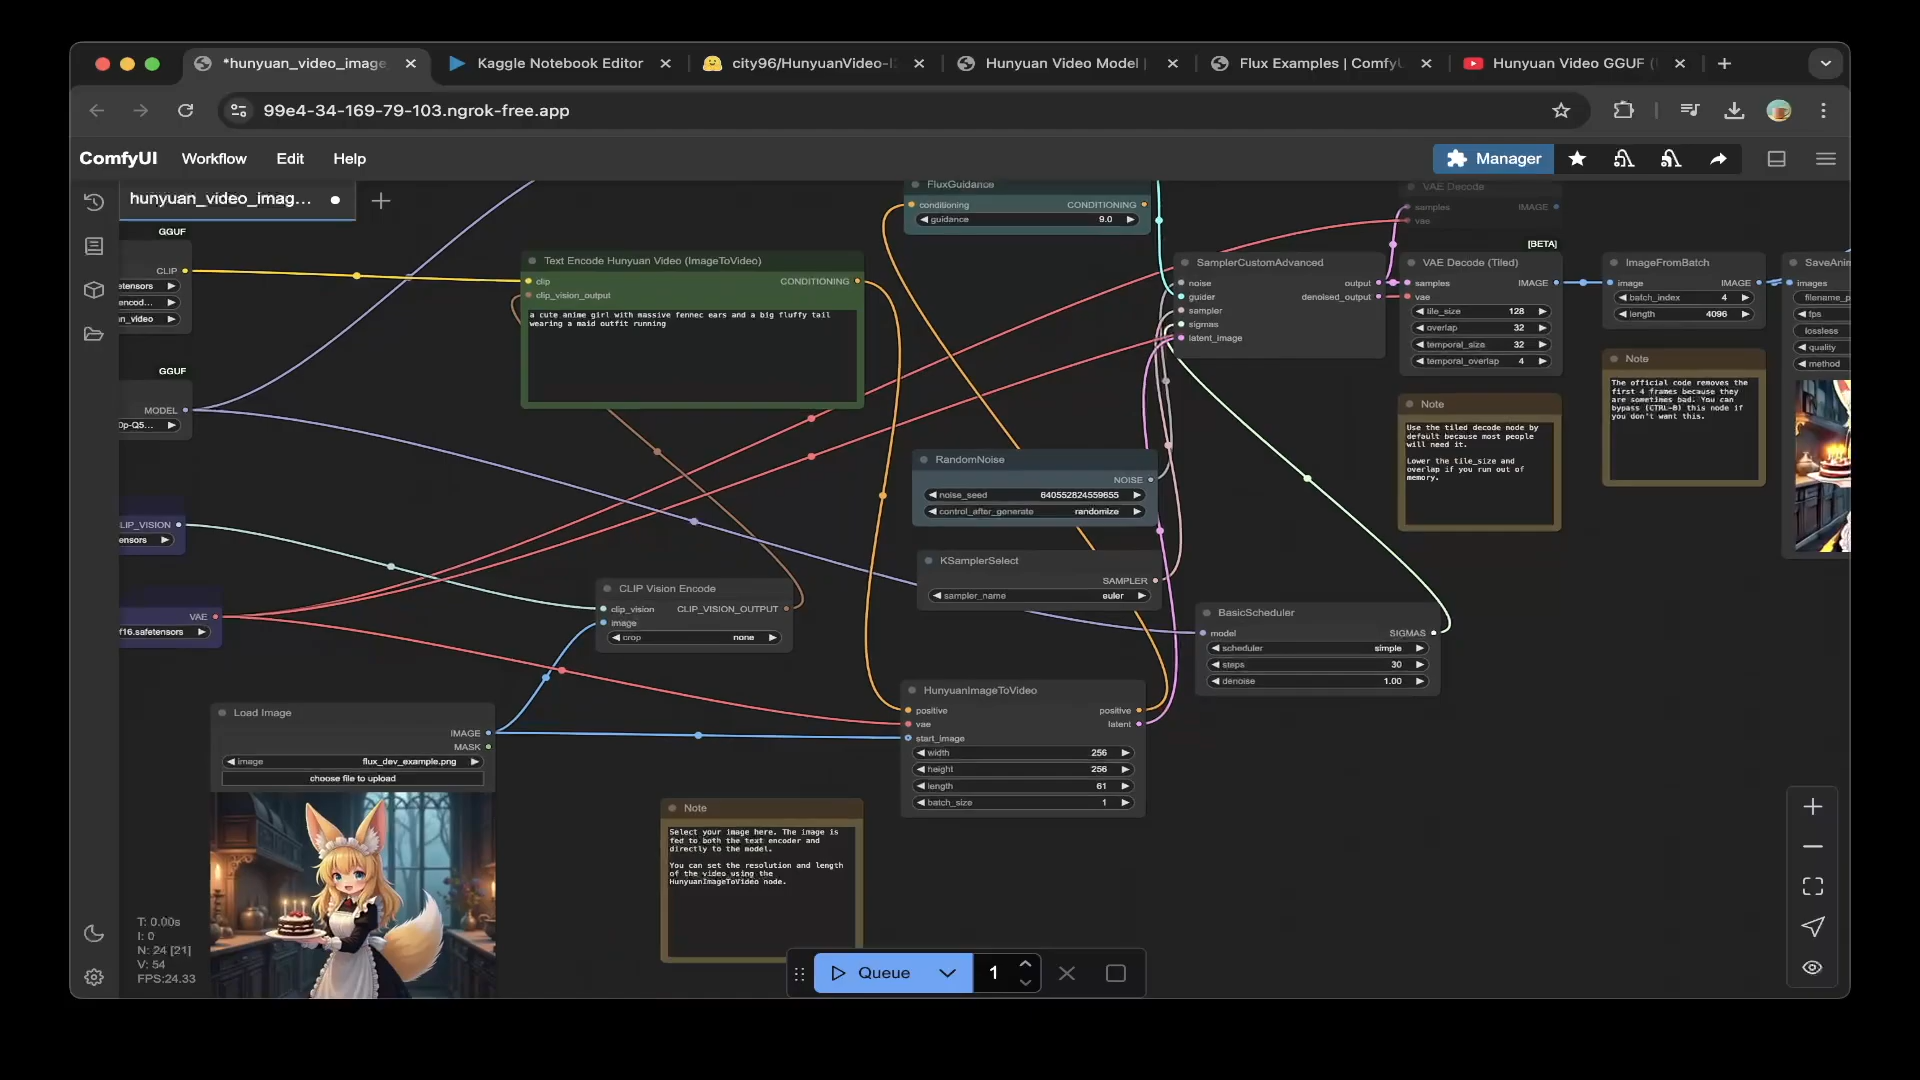 *hunyuan_video_image
Kaggle Notebook Editor
city96/HunyuanVideo-I
Hunyuan Video Model |
Flux Examples | ComfyU
Hunyuan Video GGUF (
99e4-34-169-79-103.ngrok-free.app
ComfyUI
Workflow
Edit
Help
Manager
hunyuan_video_imag...
GGUF
CLIP
etensors
encod...
an_video
GGUF
MODEL
0p-Q5...
CLIP_VISION
ensors
VAE
f16.safetensors
Text Encode Hunyuan Video (ImageToVideo)
clip
CONDITIONING
clip_vision_output
a cute anime girl with massive fennec ears and a big fluffy tail
wearing a maid outfit running
FluxGuidance
conditioning
CONDITIONING
guidance
9.0
SamplerCustomAdvanced
noise
output
guider
denoised_output
sampler
sigmas
latent_image
VAE Decode
samples
IMAGE
vae
[BETA]
VAE Decode (Tiled)
samples
IMAGE
vae
tile_size
128
overlap
32
temporal_size
32
temporal_overlap
4
ImageFromBatch
image
IMAGE
batch_index
4
length
4096
SaveAnim
images
filename_p
fps
lossless
quality
method
Note
The official code removes the
first 4 frames because they
are sometimes bad. You can
bypass (CTRL-B) this node if
you don't want this.
Note
Use the tiled decode node by
default because most people
will need it.
Lower the tile_size and
overlap if you run out of
memory.
RandomNoise
NOISE
noise_seed
640552824559655
control_after_generate
randomize
KSamplerSelect
SAMPLER
sampler_name
euler
CLIP Vision Encode
clip_vision
CLIP_VISION_OUTPUT
image
crop
none
BasicScheduler
model
SIGMAS
scheduler
simple
steps
30
denoise
1.00
HunyuanImageToVideo
positive
positive
vae
latent
start_image
width
256
height
256
length
61
batch_size
1
Load Image
IMAGE
MASK
image
flux_dev_example.png
choose file to upload
Note
Select your image here. The image is
fed to both the text encoder and
directly to the model.
You can set the resolution and length
of the video using the
HunyuanImageToVideo node.
T: 0.00s
I: 0
N: 24 [21]
V: 54
FPS:24.33
Queue
1